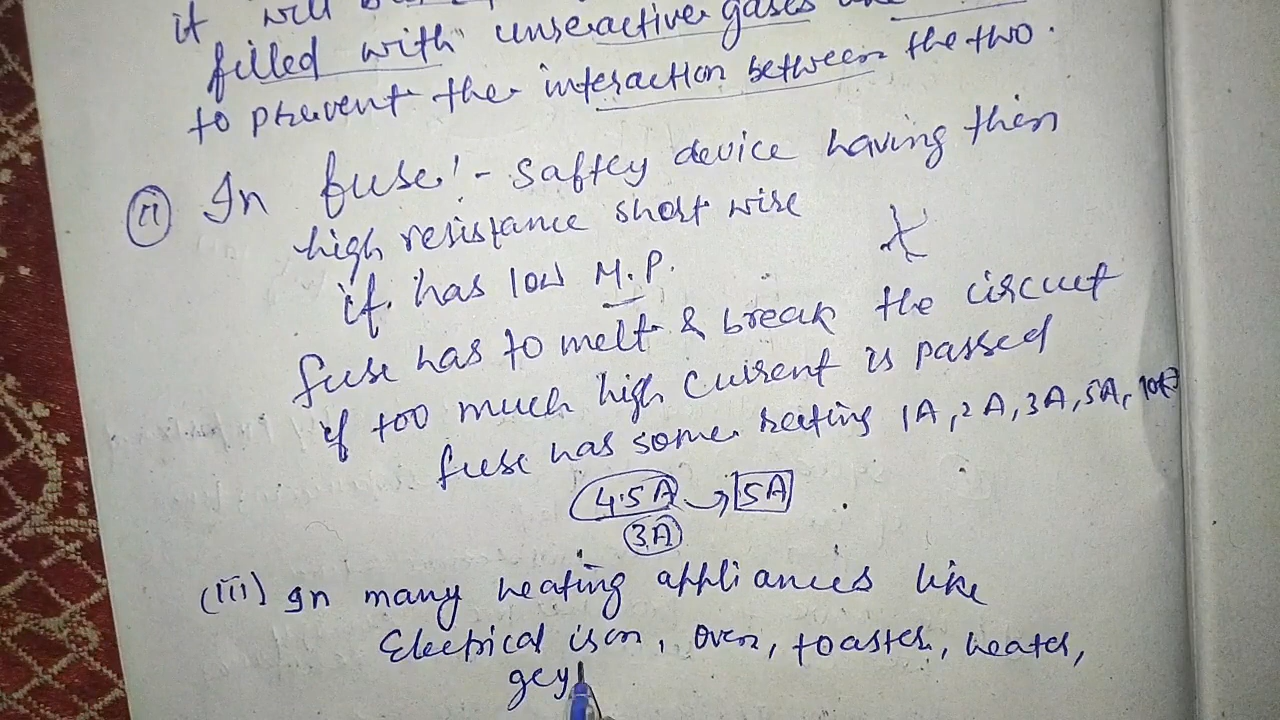 it will
filled with unreactive gases
to prevent the interaction between the two.
(ii) In fuse:- Saftey device having thin
high resistance short wire
it has low M.P.
fuse has to melt & break the circuit
if too much high current is passed
fuse has some rating 1A, 2A, 3A, 5A, 10A
4.5A → 5A
3A
(iii) In many heating appliances like
Electrical iron, oven, toaster, heater,
gey